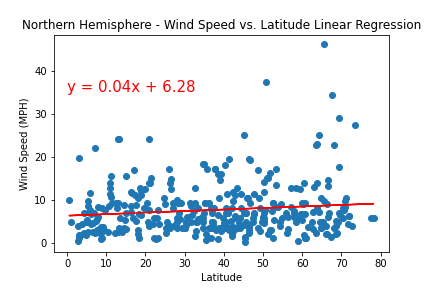 Northern Hemisphere - Wind Speed vs. Latitude Linear Regression
y = 0.04x + 6.28
Wind Speed (MPH)
40
30
20
10
0
0 10 20 30 40 50 60 70 80
Latitude